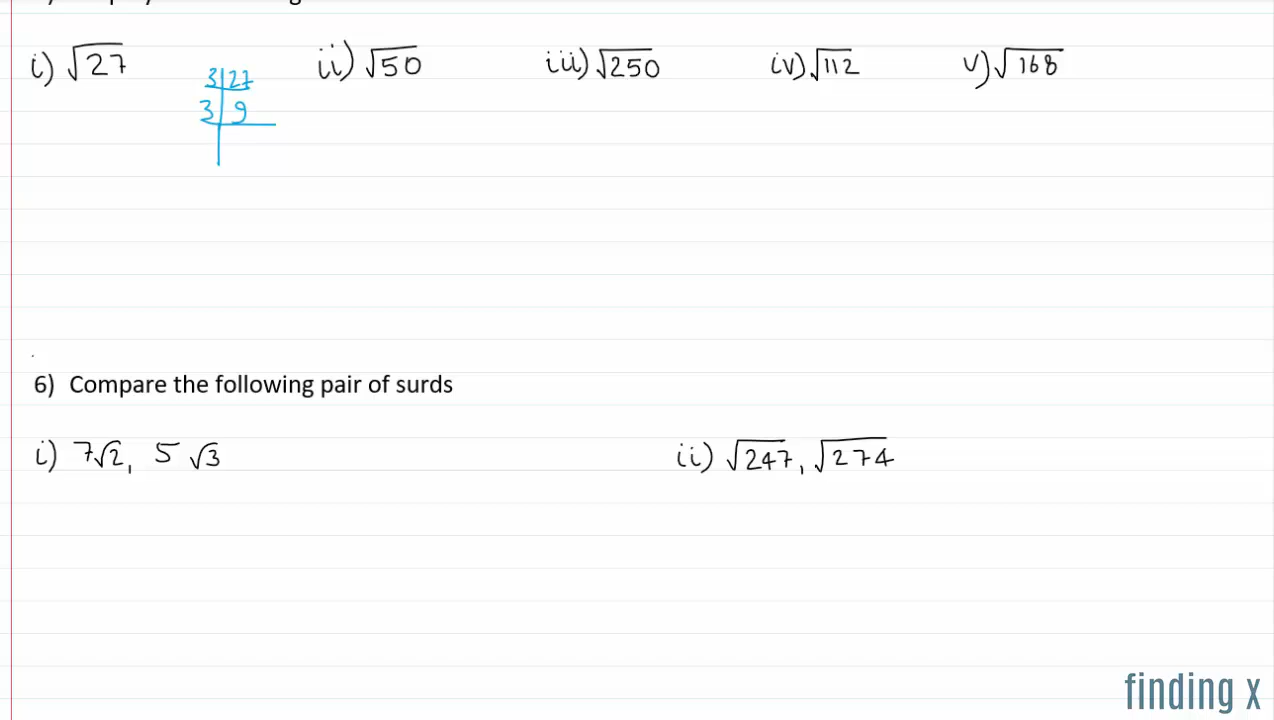 i) √27 ii) √50 iii) √250 iv) √112 v) √168
3 27
3 9
6) Compare the following pair of surds
i) 7√2, 5√3 ii) √247, √274
finding x